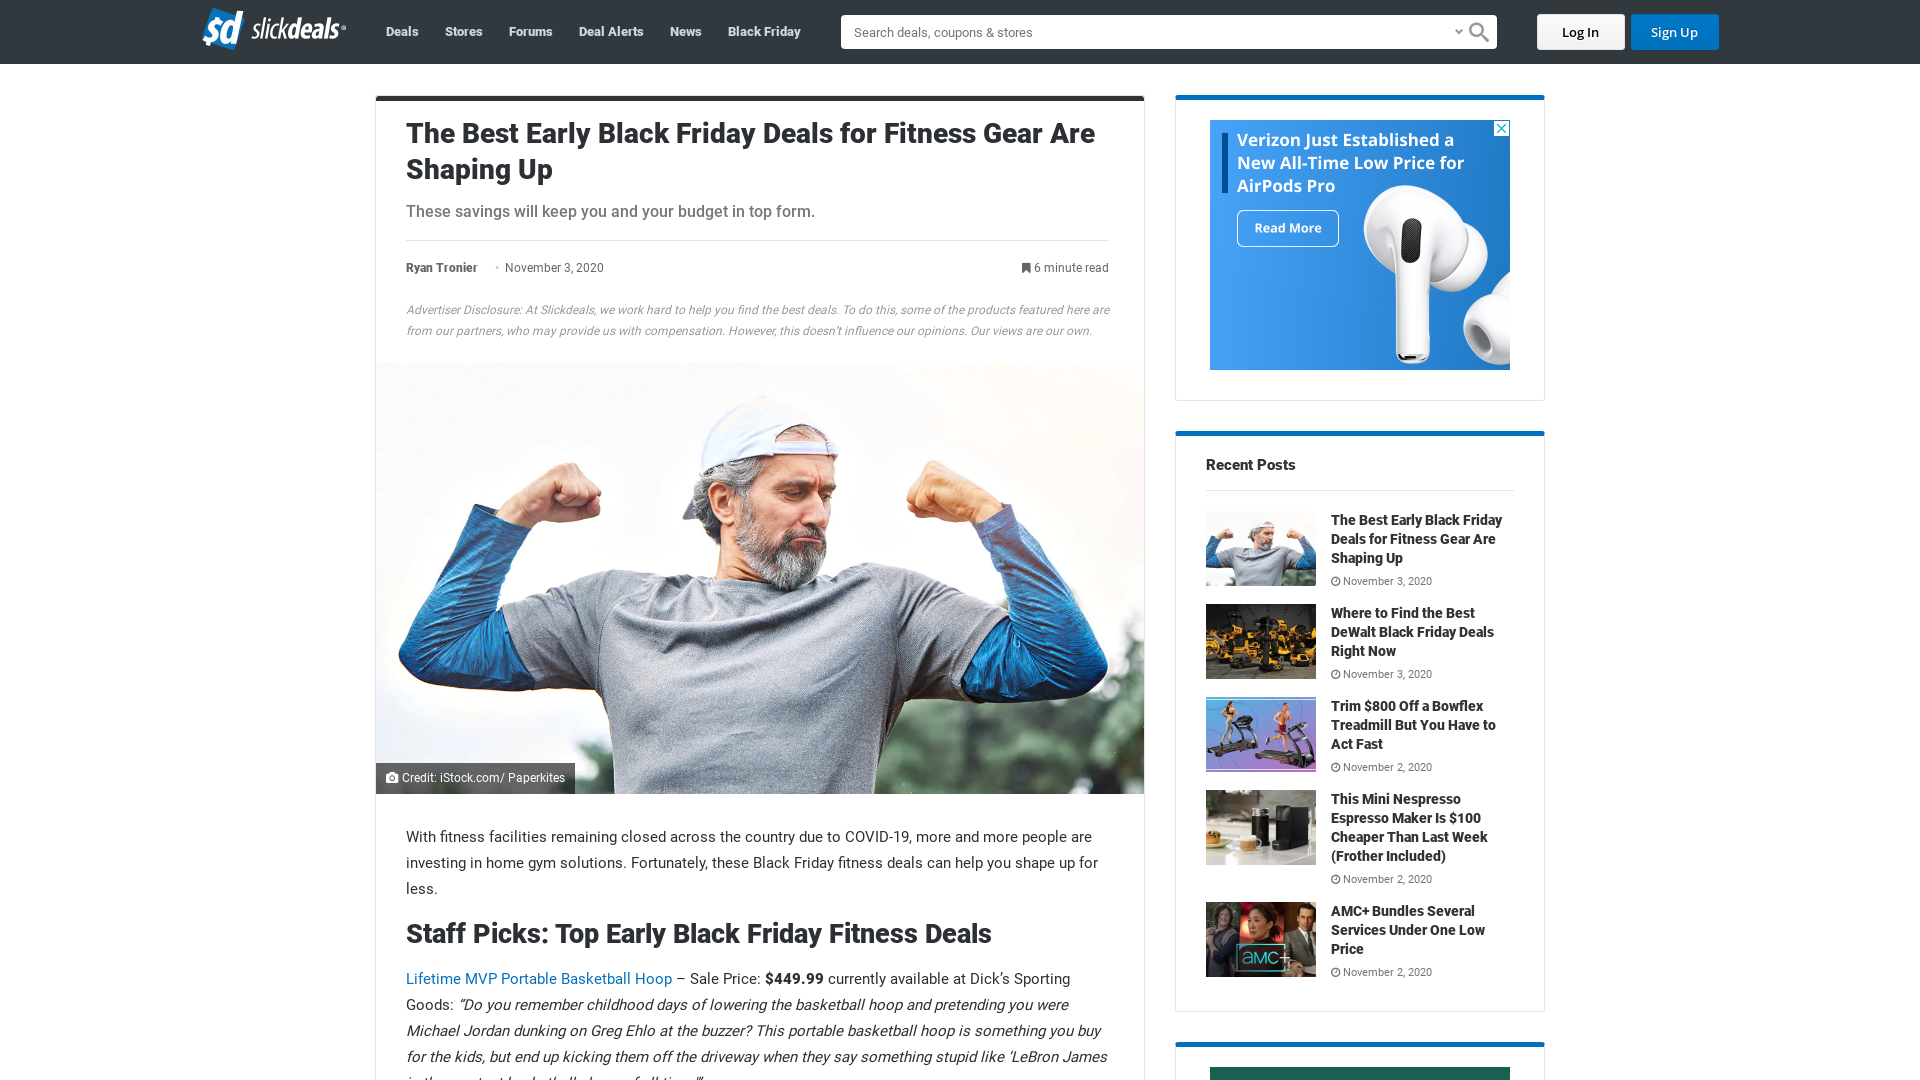 sd slickdeals
Deals
Stores
Forums
Deal Alerts
News
Black Friday
Search deals, coupons & stores
Log In
Sign Up
The Best Early Black Friday Deals for Fitness Gear Are
Shaping Up
These savings will keep you and your budget in top form.
Ryan Tronier • November 3, 2020
6 minute read
Advertiser Disclosure: At Slickdeals, we work hard to help you find the best deals. To do this, some of the products featured here are
from our partners, who may provide us with compensation. However, this doesn't influence our opinions. Our views are our own.
Credit: iStock.com/ Paperkites
With fitness facilities remaining closed across the country due to COVID-19, more and more people are
investing in home gym solutions. Fortunately, these Black Friday fitness deals can help you shape up for
less.
Staff Picks: Top Early Black Friday Fitness Deals
Lifetime MVP Portable Basketball Hoop – Sale Price: $449.99 currently available at Dick’s Sporting
Goods: “Do you remember childhood days of lowering the basketball hoop and pretending you were
Michael Jordan dunking on Greg Ehlo at the buzzer? This portable basketball hoop is something you buy
for the kids, but end up kicking them off the driveway when they say something stupid like ‘LeBron James
Verizon Just Established a
New All-Time Low Price for
AirPods Pro
Read More
Recent Posts
The Best Early Black Friday
Deals for Fitness Gear Are
Shaping Up
November 3, 2020
Where to Find the Best
DeWalt Black Friday Deals
Right Now
November 3, 2020
Trim $800 Off a Bowflex
Treadmill But You Have to
Act Fast
November 2, 2020
This Mini Nespresso
Espresso Maker Is $100
Cheaper Than Last Week
(Frother Included)
November 2, 2020
AMC+ Bundles Several
Services Under One Low
Price
November 2, 2020
amc+